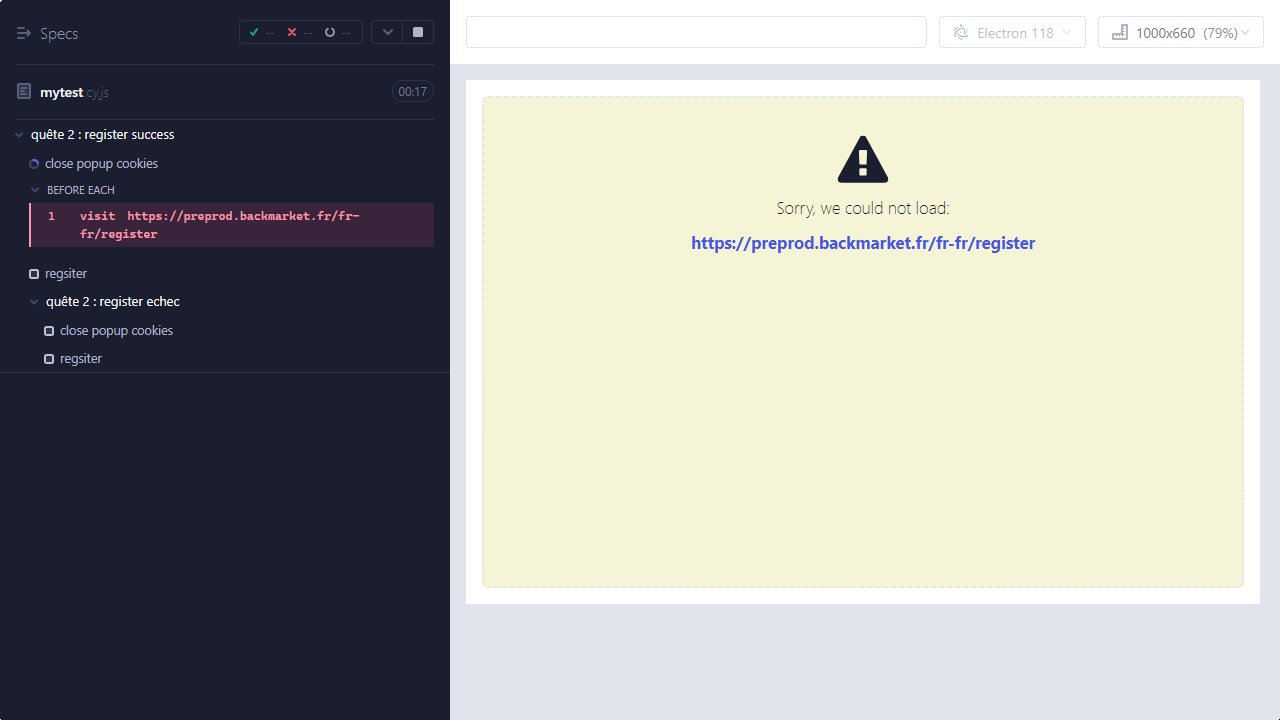 Specs
-- -- --
mytest.cy.js
00:17
quête 2 : register success
close popup cookies
BEFORE EACH
1 visit https://preprod.backmarket.fr/fr-
fr/register
regsiter
quête 2 : register echec
close popup cookies
regsiter
Electron 118
1000x660 (79%)
Sorry, we could not load:
https://preprod.backmarket.fr/fr-fr/register